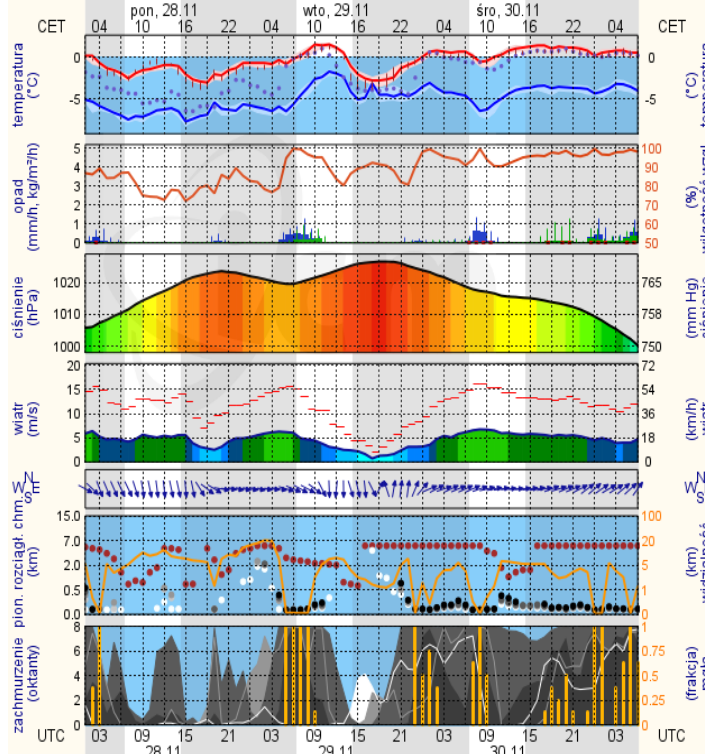 pon, 28.11 wto, 29.11 śro, 30.11
CET 04 10 16 22 04 10 16 22 04 10 16 22 04 CET
temperatura
(°C)
0
-5
0
-5
temperatura
(°C)
opad
(mm/h, kg/m²/h)
5
4
3
2
1
0
100
90
80
70
60
50
(%)
ciśnienie
(hPa)
1020
1010
1000
765
758
750
(mm Hg)
ciśnienie
wiatr
(m/s)
20
15
10
5
0
72
54
36
18
0
(km/h)
wiatr
N
W E
S
pion. rozciągł. chm.
(km)
15.0
7.0
2.0
0.5
0.0
100
20
5
1
0
(km)
widzialność
zachmurzenie
(oktanty)
8
6
4
2
0
1
0.75
0.5
0.25
0
(frakcja)
UTC 03 09 15 21 03 09 15 21 03 09 15 21 03 UTC
28.11 29.11 30.11